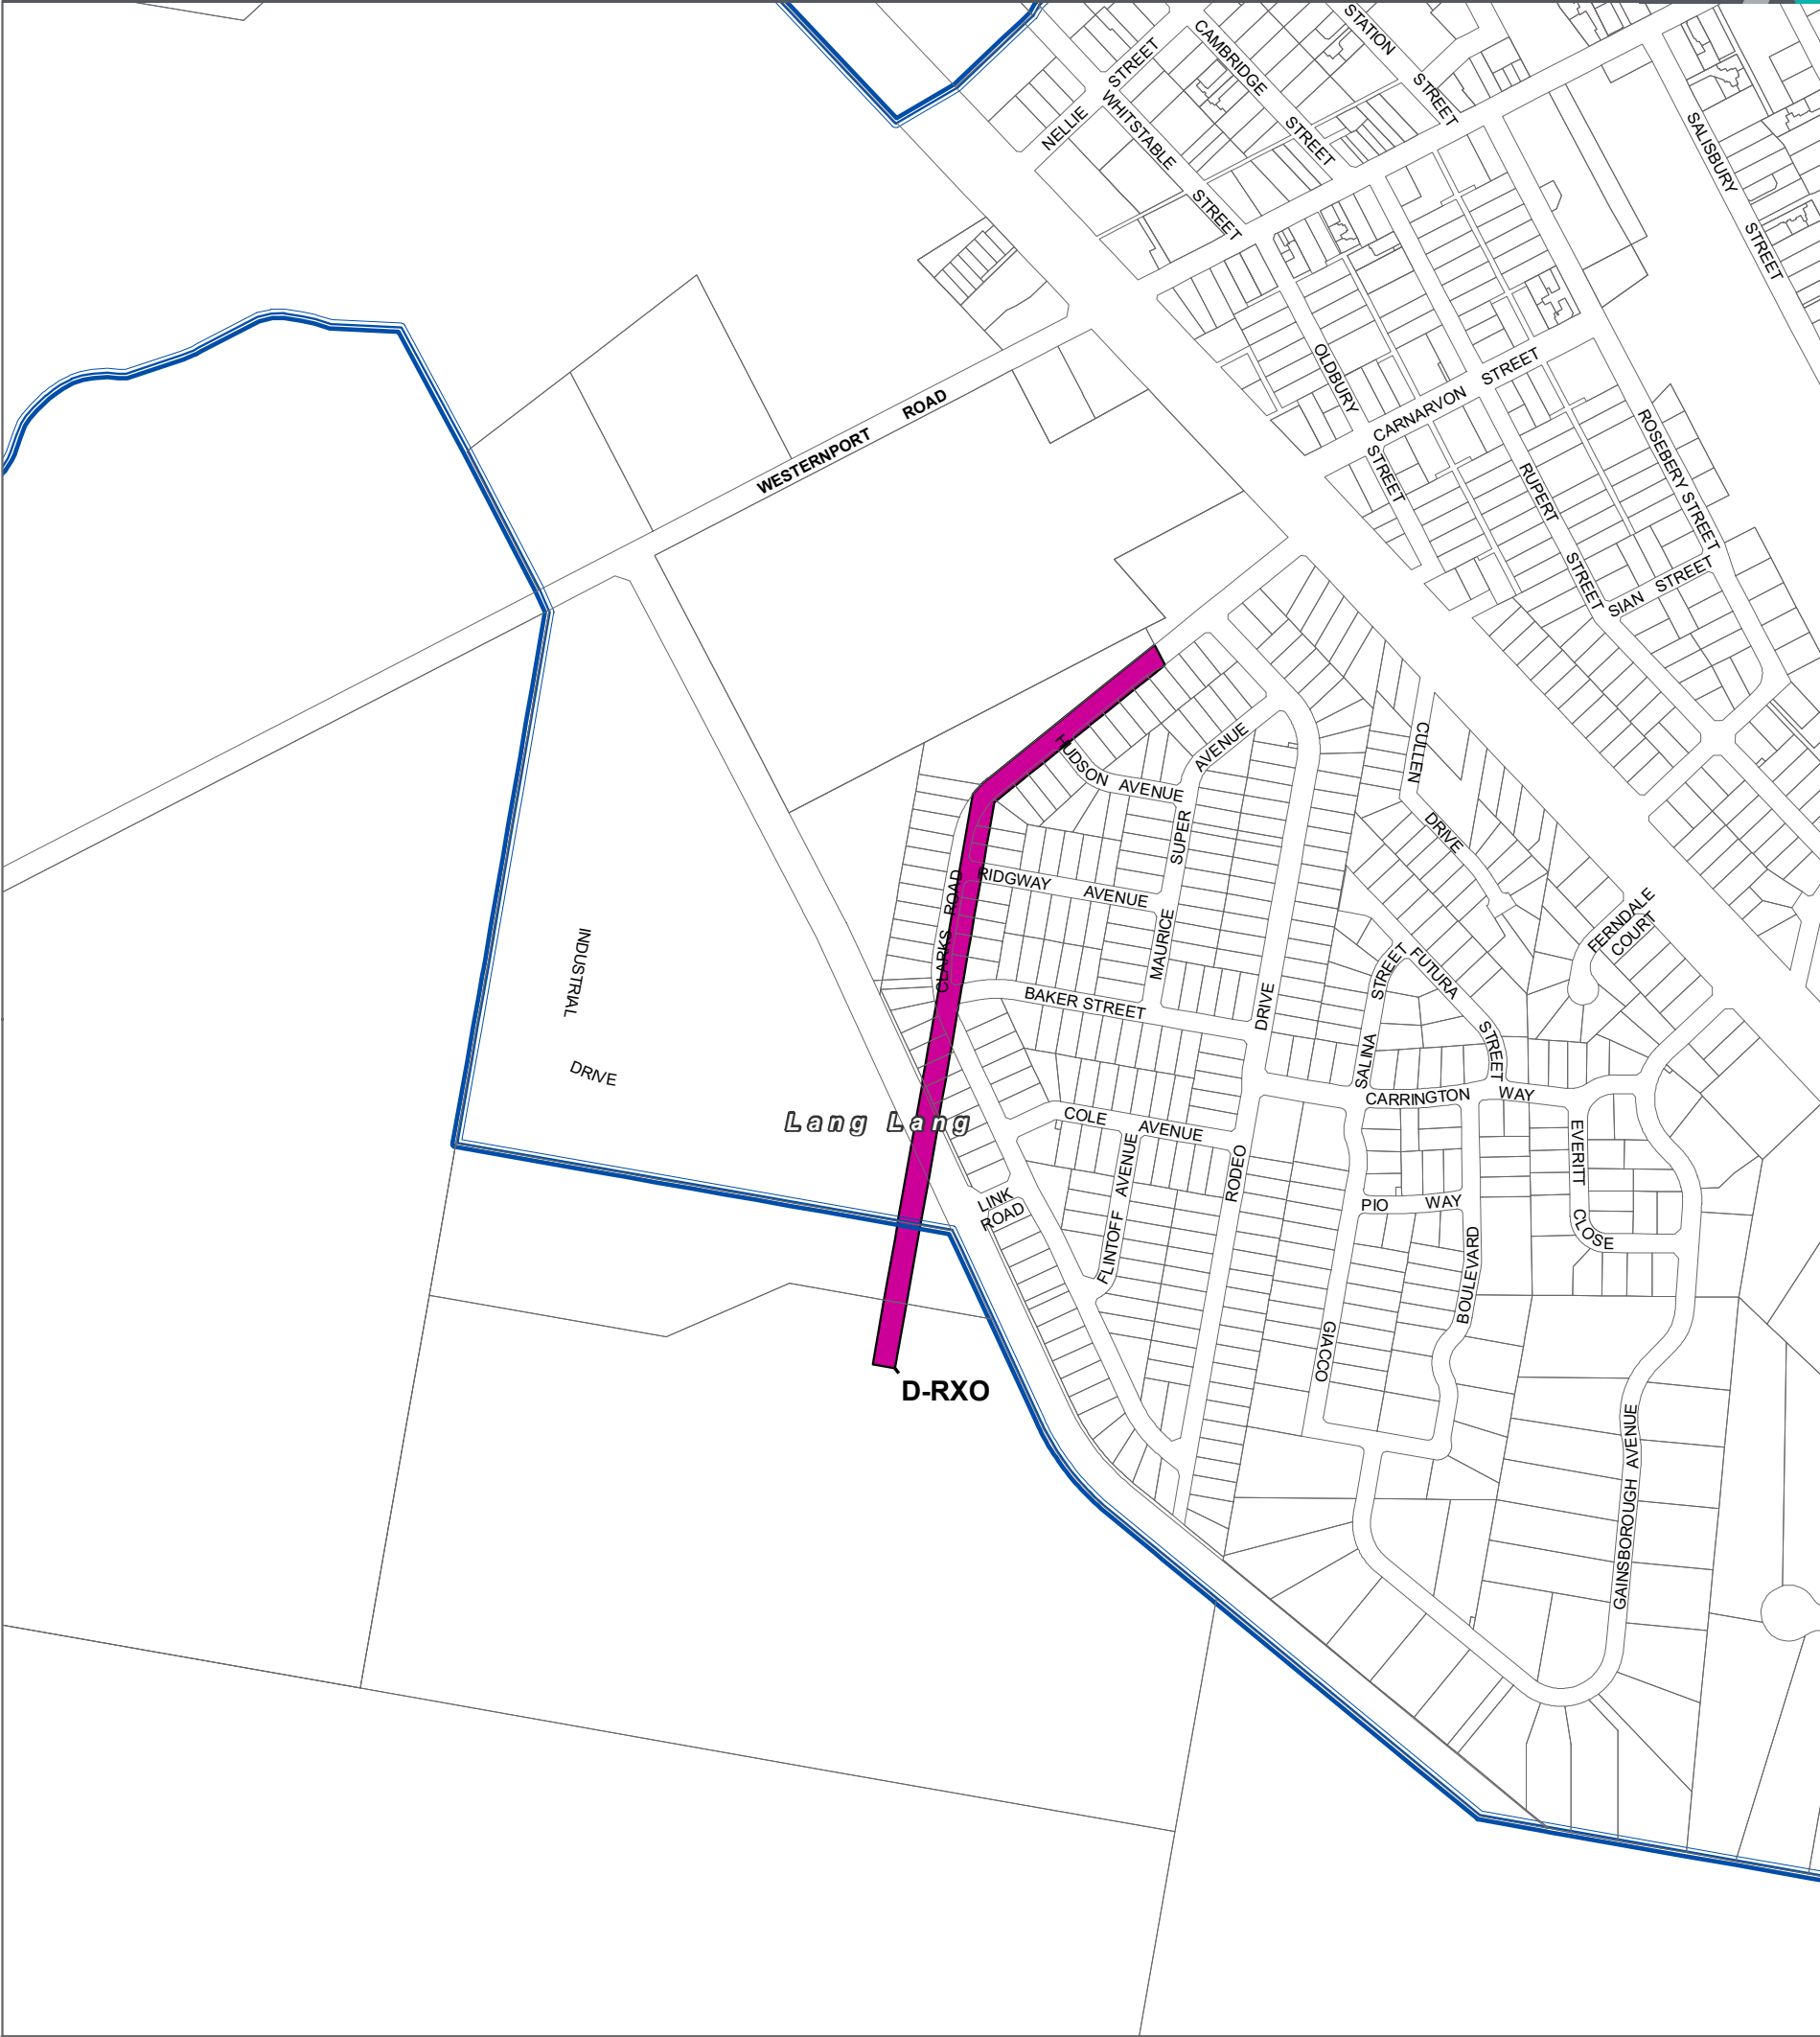 STATION
STREET
CAMBRIDGE
STREET
NELLIE
STREET
WHITSTABLE
STREET
SALISBURY
STREET
OLDBURY
STREET
CARNARVON STREET
ROSEBERY STREET
RUPERT
STREET
SIAN STREET
WESTERNPORT ROAD
CULLEN
DRIVE
HUDSON AVENUE
AVENUE
SUPER
MAURICE
RIDGWAY AVENUE
CLARKS ROAD
BAKER STREET
DRIVE
RODEO
FERNDALE
COURT
FUTURA
STREET
SALINA
STREET
INDUSTRIAL
DRIVE
Lang Lang
COLE AVENUE
CARRINGTON WAY
EVERITT
CLOSE
FLINTOFF AVENUE
LINK
ROAD
PIO WAY
BOULEVARD
GIACCO
GAINSBOROUGH AVENUE
D-RXO